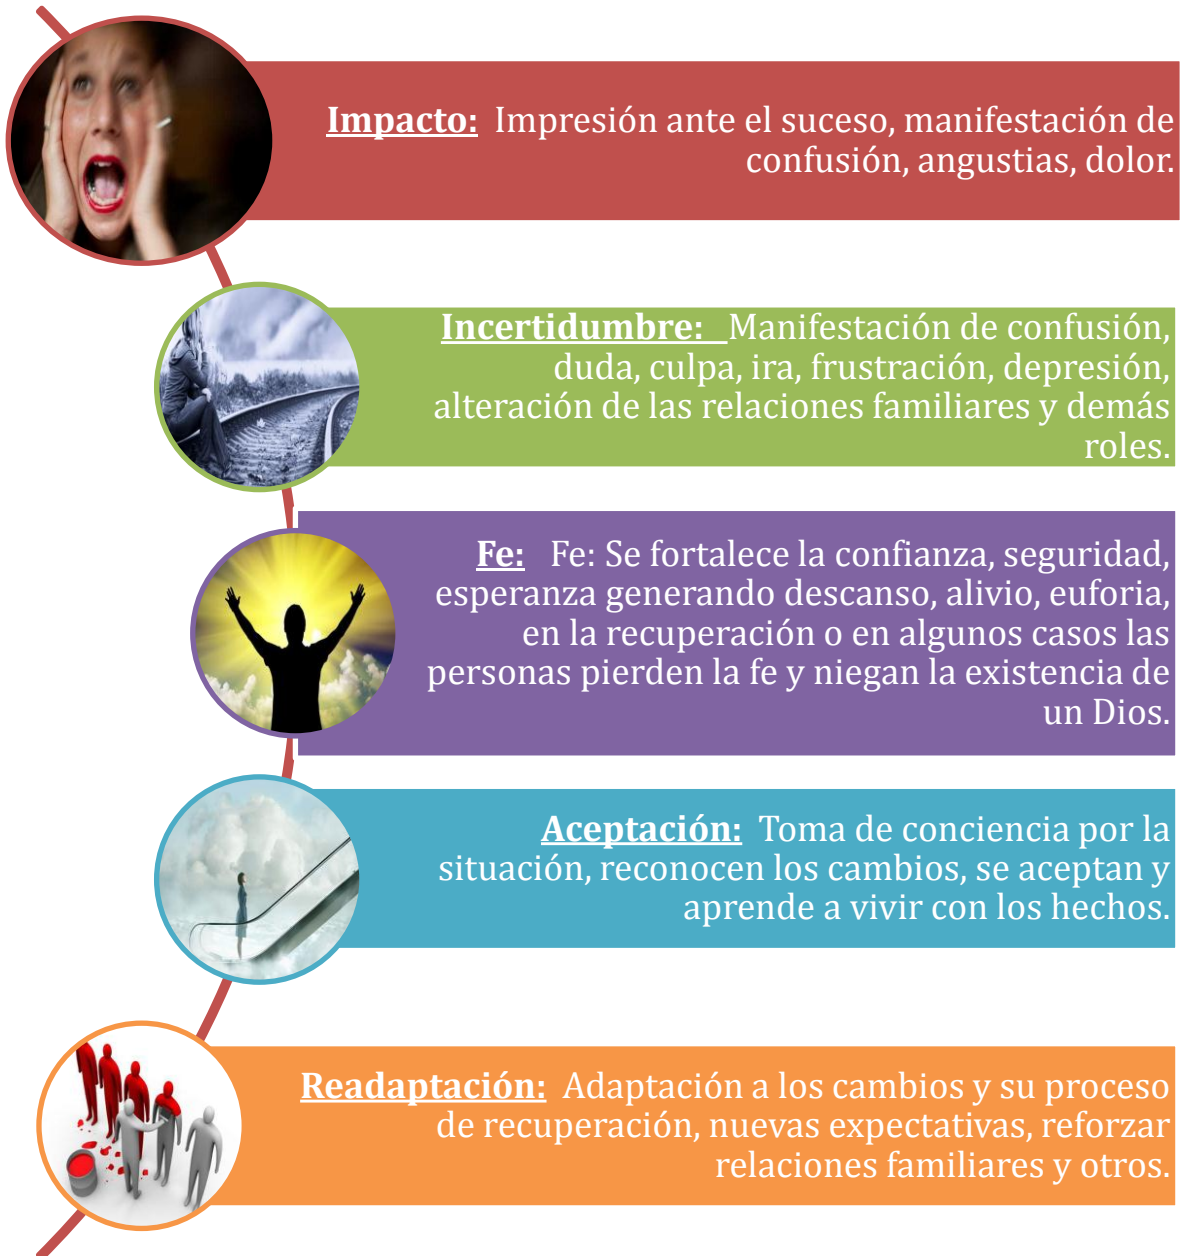 Impacto: Impresión ante el suceso, manifestación de
confusión, angustias, dolor.
Incertidumbre: Manifestación de confusión,
duda, culpa, ira, frustración, depresión,
alteración de las relaciones familiares y demás
roles.
Fe: Fe: Se fortalece la confianza, seguridad,
esperanza generando descanso, alivio, euforia,
en la recuperación o en algunos casos las
personas pierden la fe y niegan la existencia de
un Dios.
Aceptación: Toma de conciencia por la
situación, reconocen los cambios, se aceptan y
aprende a vivir con los hechos.
Readaptación: Adaptación a los cambios y su proceso
de recuperación, nuevas expectativas, reforzar
relaciones familiares y otros.